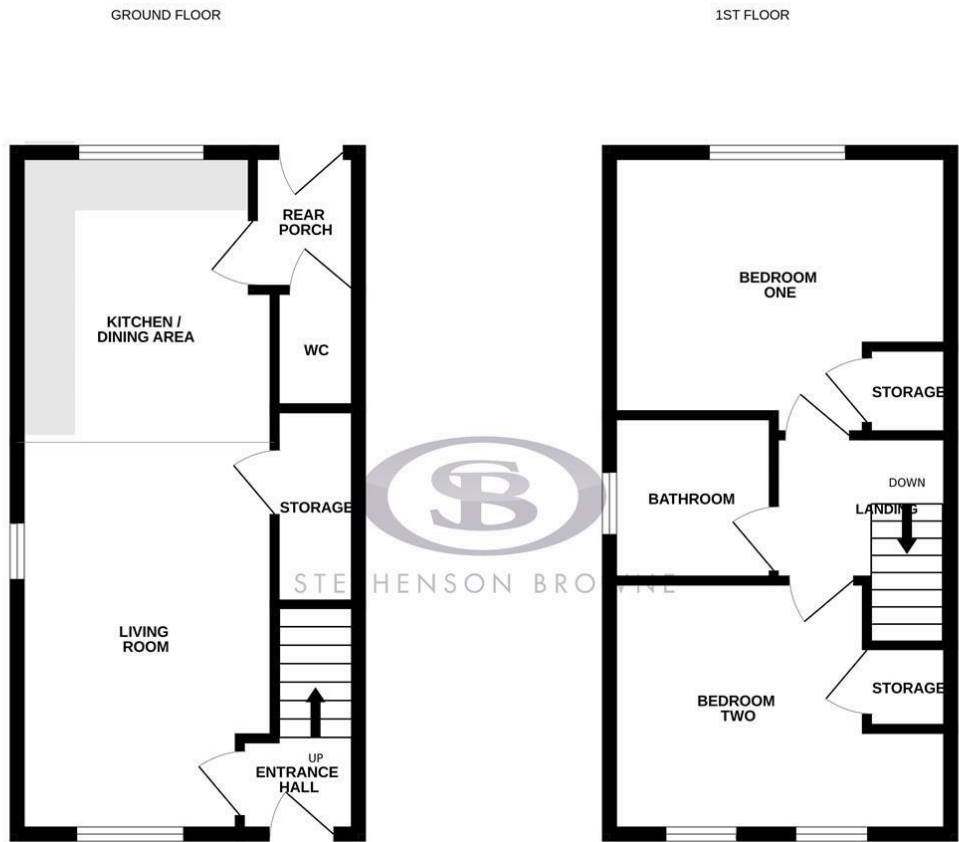 GROUND FLOOR
1ST FLOOR
REAR
PORCH
KITCHEN /
DINING AREA
WC
STORAGE
LIVING
ROOM
UP
ENTRANCE
HALL
BEDROOM
ONE
STORAGE
BATHROOM
DOWN
LANDING
BEDROOM
TWO
STORAGE
SB
STEPHENSON BROWNE